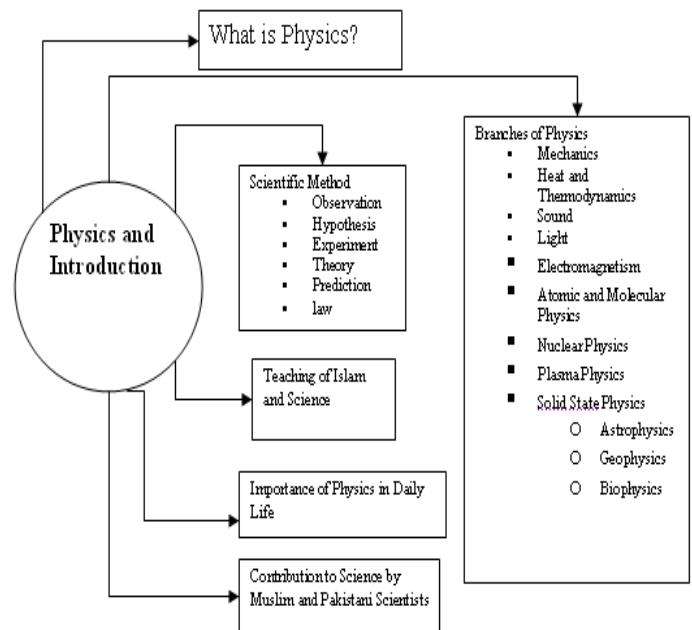 What is Physics?
Physics and
Introduction
Scientific Method
Observation
Hypothesis
Experiment
Theory
Prediction
law
Teaching of Islam
and Science
Importance of Physics in Daily
Life
Contribution to Science by
Muslim and Pakistani Scientists
Branches of Physics
Mechanics
Heat and
Thermodynamics
Sound
Light
Electromagnetism
Atomic and Molecular
Physics
Nuclear Physics
Plasma Physics
Solid State Physics
Astrophysics
Geophysics
Biophysics